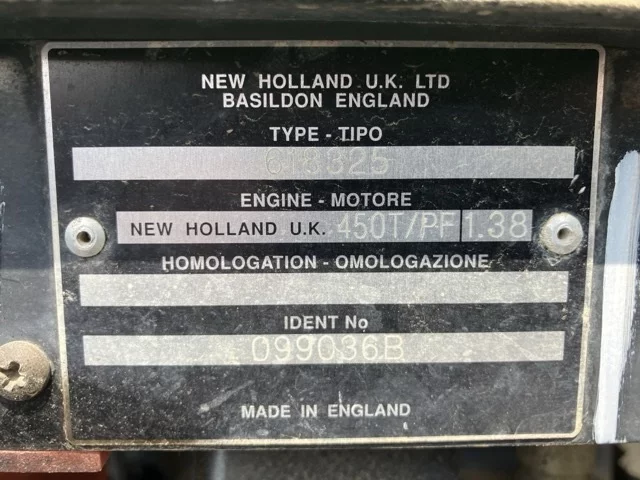 NEW HOLLAND U.K. LTD
BASILDON ENGLAND
TYPE - TIPO
618825
ENGINE - MOTORE
NEW HOLLAND U.K. 450T/PF 1.38
HOMOLOGATION - OMOLOGAZIONE
IDENT No
099036B
MADE IN ENGLAND